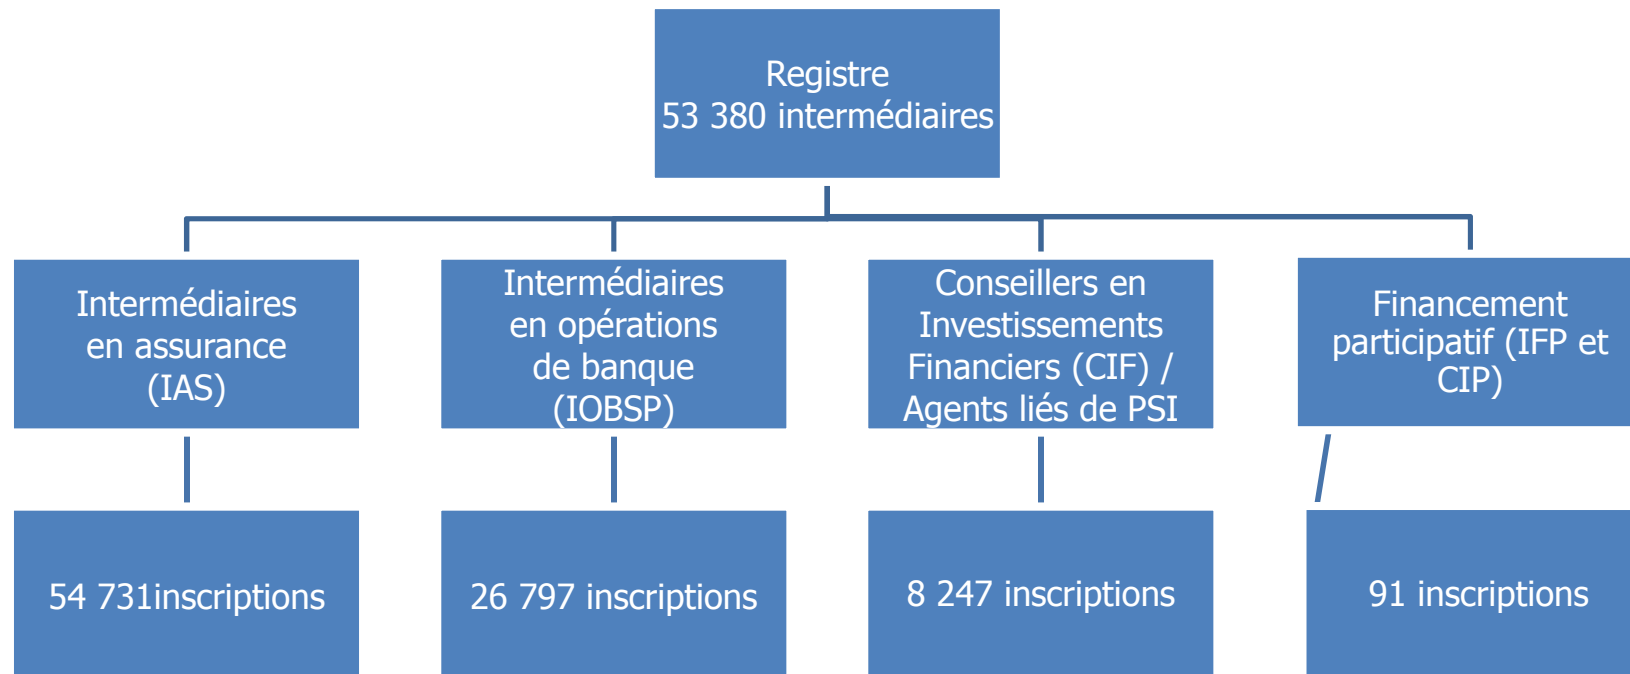 Registre
53 380 intermédiaires
Intermédiaires
en assurance
(IAS)
Intermédiaires
en opérations
de banque
(IOBSP)
Conseillers en
Investissements
Financiers (CIF) /
Agents liés de PSI
Financement
participatif (IFP et
CIP)
54 731inscriptions
26 797 inscriptions
8 247 inscriptions
91 inscriptions